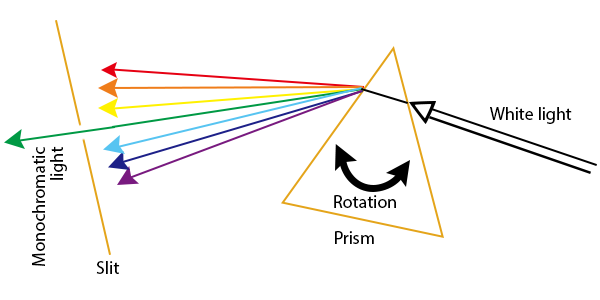 White light
Monochromatic
light
Rotation
Prism
Slit